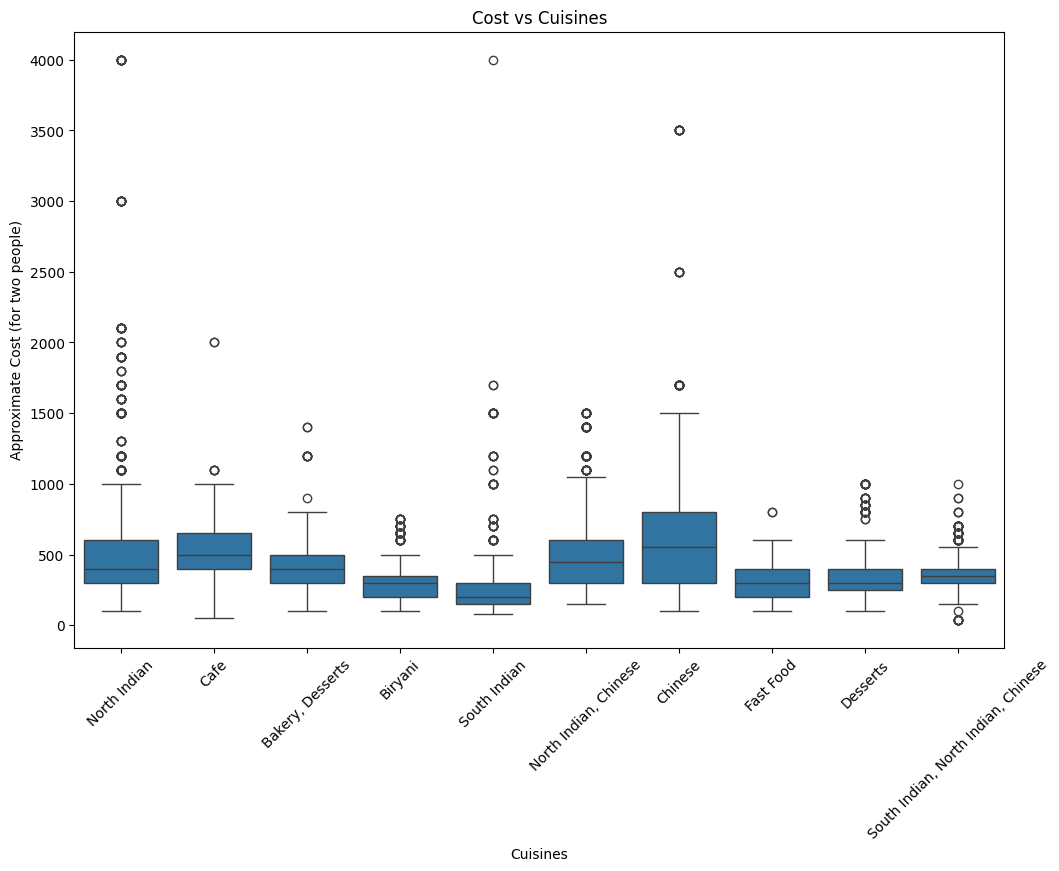 Cost vs Cuisines
Approximate Cost (for two people)
4000
3500
3000
2500
2000
1500
1000
500
0
North Indian
Cafe
Bakery, Desserts
Biryani
South Indian
North Indian, Chinese
Chinese
Fast Food
Desserts
South Indian, North Indian, Chinese
Cuisines